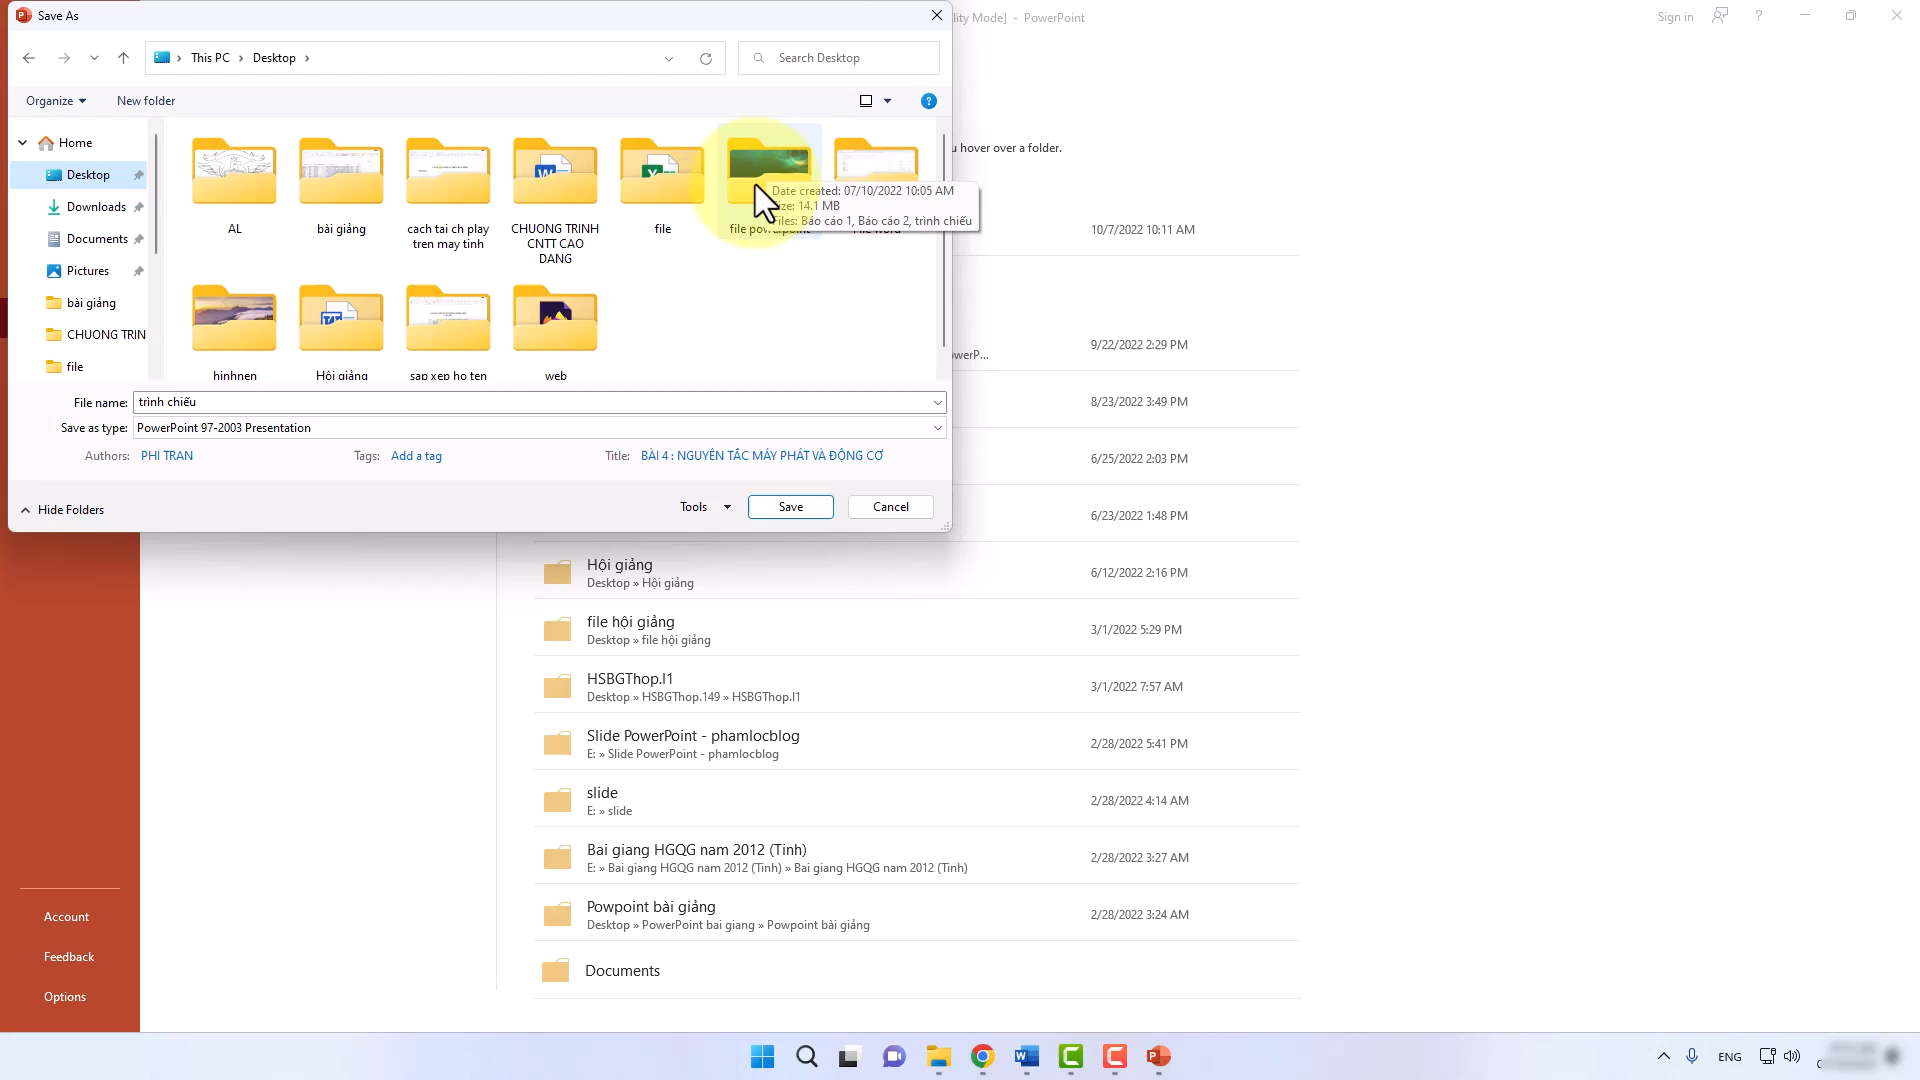 Save As
lity Mode] - PowerPoint
Sign in
?
This PC > Desktop >
Search Desktop
Organize
New folder
?
Home
Desktop
Downloads
Documents
Pictures
bài giảng
CHUONG TRIN
file
AL
bài giảng
cach tai ch play
tren may tinh
CHUONG TRINH
CNTT CAO
DANG
file
file powerpoint
Date created: 07/10/2022 10:05 AM
Size: 14.1 MB
Files: Báo cáo 1, Báo cáo 2, trình chiếu
hinhnen
Hội giảng
sap xep ho ten
web
File name: trình chiếu
Save as type: PowerPoint 97-2003 Presentation
Authors: PHI TRAN
Tags: Add a tag
Title: BÀI 4 : NGUYÊN TẮC MÁY PHÁT VÀ ĐỘNG CƠ
Hide Folders
Tools
Save
Cancel
u hover over a folder.
10/7/2022 10:11 AM
werP...
9/22/2022 2:29 PM
8/23/2022 3:49 PM
6/25/2022 2:03 PM
6/23/2022 1:48 PM
Hội giảng
Desktop » Hội giảng
6/12/2022 2:16 PM
file hội giảng
Desktop » file hội giảng
3/1/2022 5:29 PM
HSBGThop.I1
Desktop » HSBGThop.149 » HSBGThop.I1
3/1/2022 7:57 AM
Slide PowerPoint - phamlocblog
E: » Slide PowerPoint - phamlocblog
2/28/2022 5:41 PM
slide
E: » slide
2/28/2022 4:14 AM
Bai giang HGQG nam 2012 (Tinh)
E: » Bai giang HGQG nam 2012 (Tinh) » Bai giang HGQG nam 2012 (Tinh)
2/28/2022 3:27 AM
Powpoint bài giảng
Desktop » PowerPoint bai giang » Powpoint bài giảng
2/28/2022 3:24 AM
Documents
Account
Feedback
Options
ENG